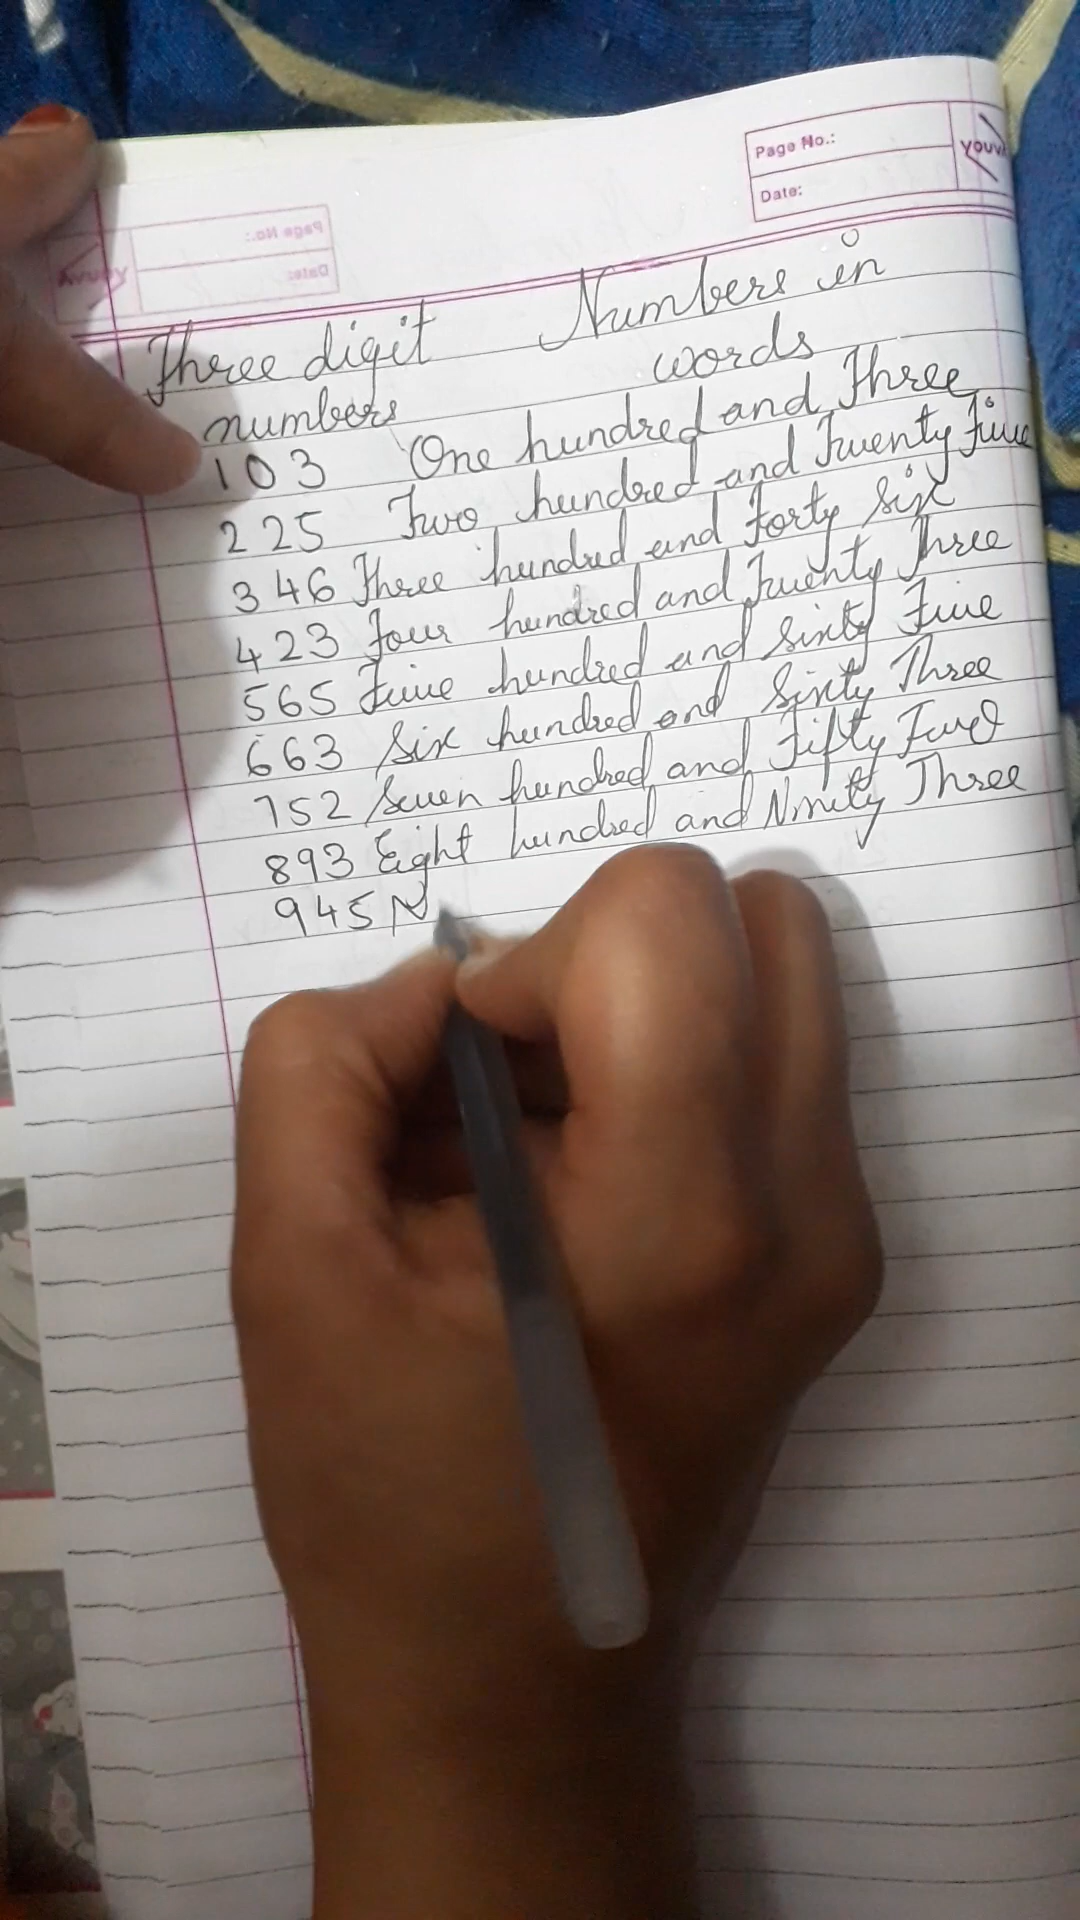 Page No.:
Date:
youva
Three digit Numbers in
numbers words
103 One hundred and Three
225 Two hundred and Twenty Five
346 Three hundred and Forty six
423 Four hundred and Twenty Three
565 Five hundred and Sixty Five
663 Six hundred and Sixty Three
752 Seven hundred and Fifty Two
893 Eight hundred and Ninity Three
945 N